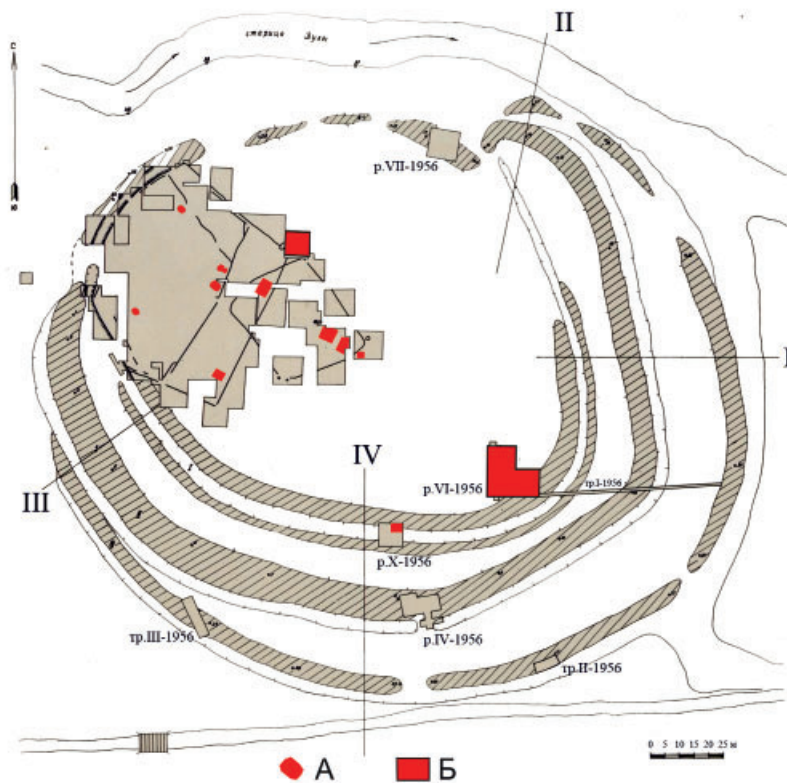 II
старица Зуши
С
Ю
р.VII-1956
I
IV
III
р.VI-1956
тр.I-1956
р.X-1956
тр.III-1956
р.IV-1956
тр.II-1956
0 5 10 15 20 25 м
А
Б